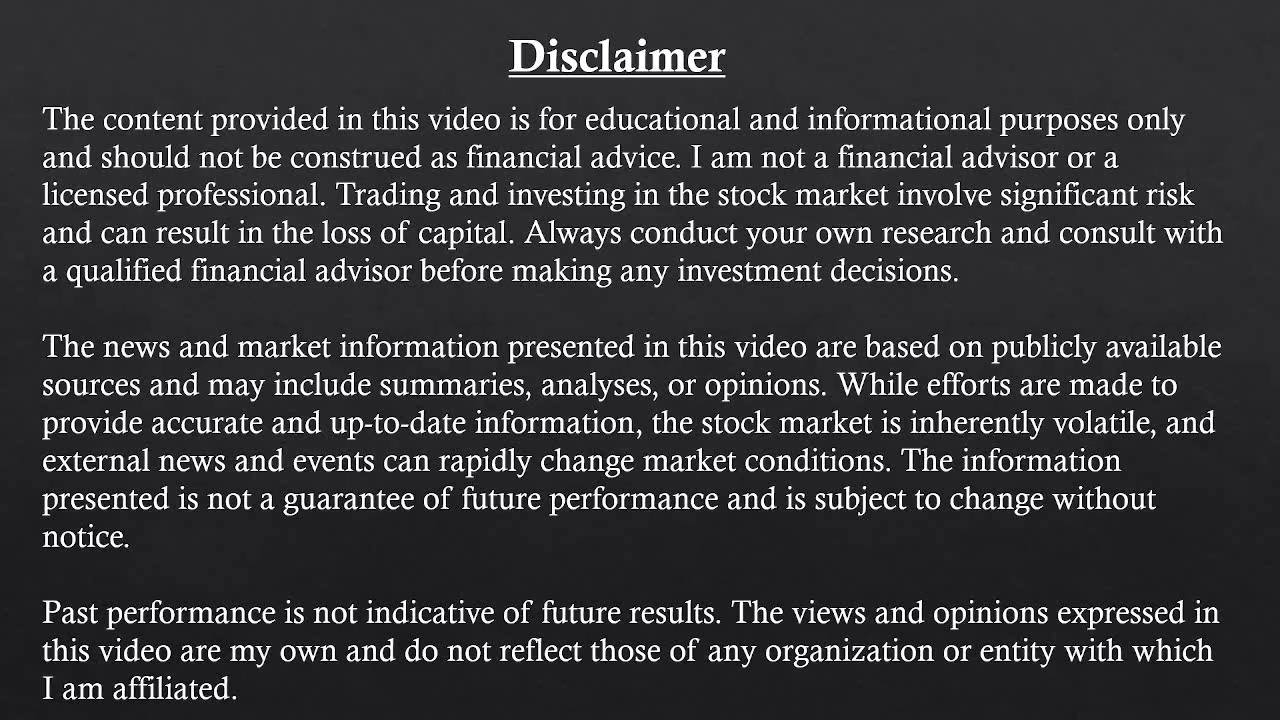 Disclaimer
The content provided in this video is for educational and informational purposes only
and should not be construed as financial advice. I am not a financial advisor or a
licensed professional. Trading and investing in the stock market involve significant risk
and can result in the loss of capital. Always conduct your own research and consult with
a qualified financial advisor before making any investment decisions.
The news and market information presented in this video are based on publicly available
sources and may include summaries, analyses, or opinions. While efforts are made to
provide accurate and up-to-date information, the stock market is inherently volatile, and
external news and events can rapidly change market conditions. The information
presented is not a guarantee of future performance and is subject to change without
notice.
Past performance is not indicative of future results. The views and opinions expressed in
this video are my own and do not reflect those of any organization or entity with which
I am affiliated.